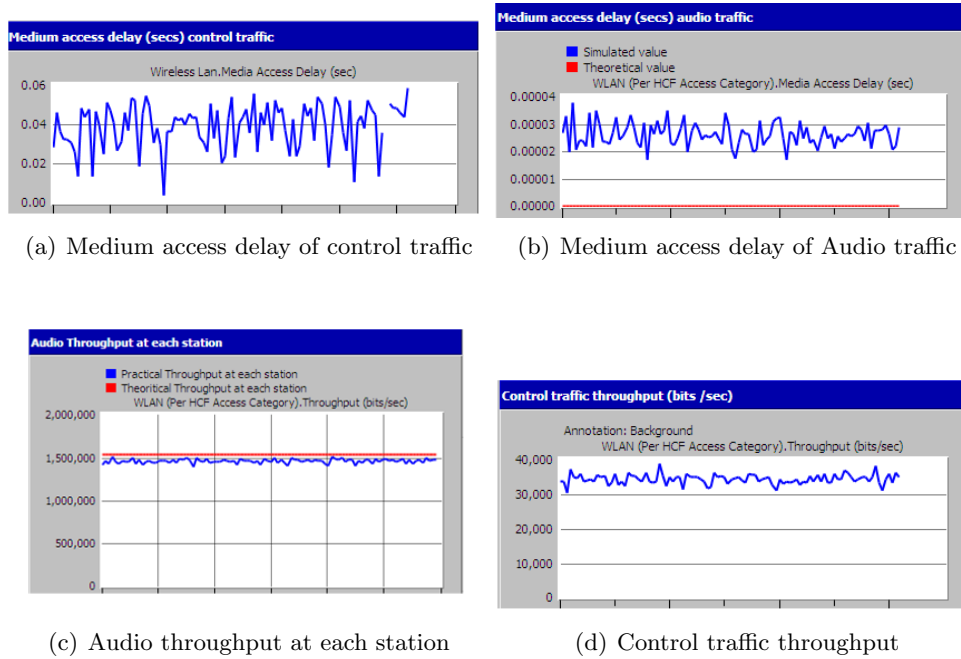 Medium access delay (secs) control traffic
Wireless Lan.Media Access Delay (sec)
0.06
0.04
0.02
0.00
(a) Medium access delay of control traffic
Medium access delay (secs) audio traffic
Simulated value
Theoretical value
WLAN (Per HCF Access Category).Media Access Delay (sec)
0.00004
0.00003
0.00002
0.00001
0.00000
(b) Medium access delay of Audio traffic
Audio Throughput at each station
Practical Throughput at each station
Theoritical Throughput at each station
WLAN (Per HCF Access Category).Throughput (bits/sec)
2,000,000
1,500,000
1,000,000
500,000
0
(c) Audio throughput at each station
Control traffic throughput (bits /sec)
Annotation: Background
WLAN (Per HCF Access Category).Throughput (bits/sec)
40,000
30,000
20,000
10,000
0
(d) Control traffic throughput